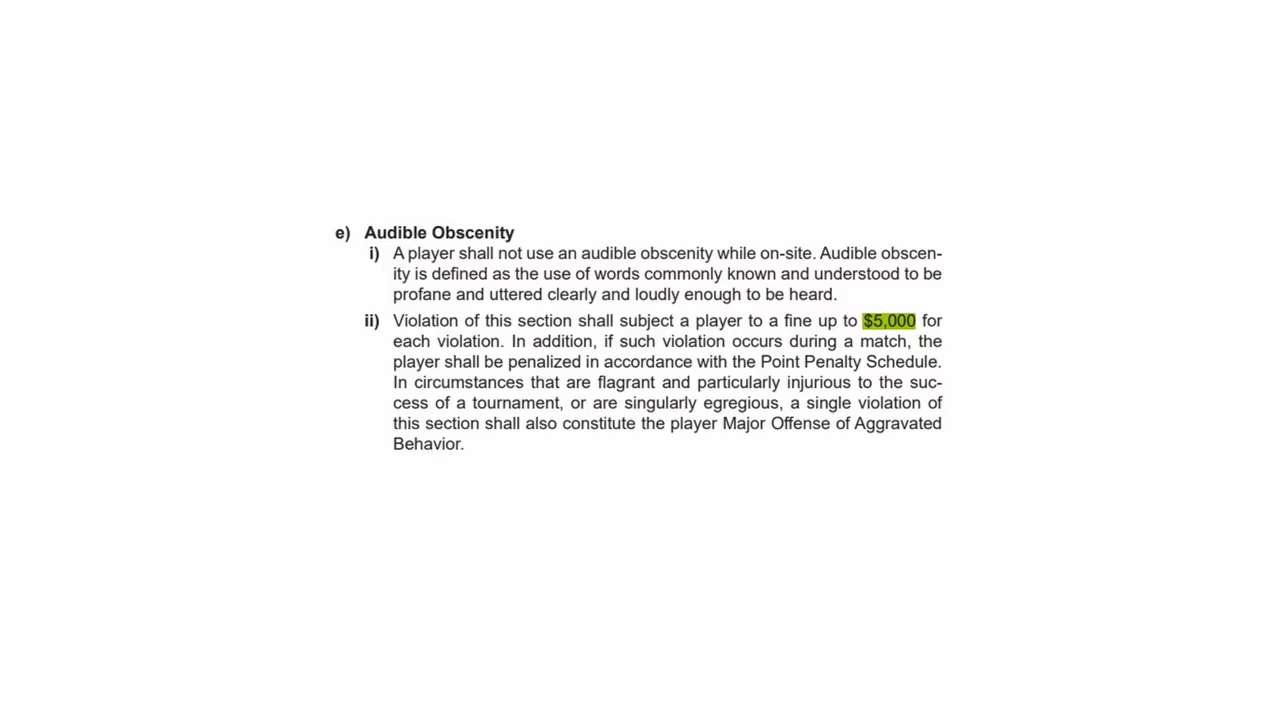 e) Audible Obscenity
i) A player shall not use an audible obscenity while on-site. Audible obscen-
ity is defined as the use of words commonly known and understood to be
profane and uttered clearly and loudly enough to be heard.
ii) Violation of this section shall subject a player to a fine up to $5,000 for
each violation. In addition, if such violation occurs during a match, the
player shall be penalized in accordance with the Point Penalty Schedule.
In circumstances that are flagrant and particularly injurious to the suc-
cess of a tournament, or are singularly egregious, a single violation of
this section shall also constitute the player Major Offense of Aggravated
Behavior.